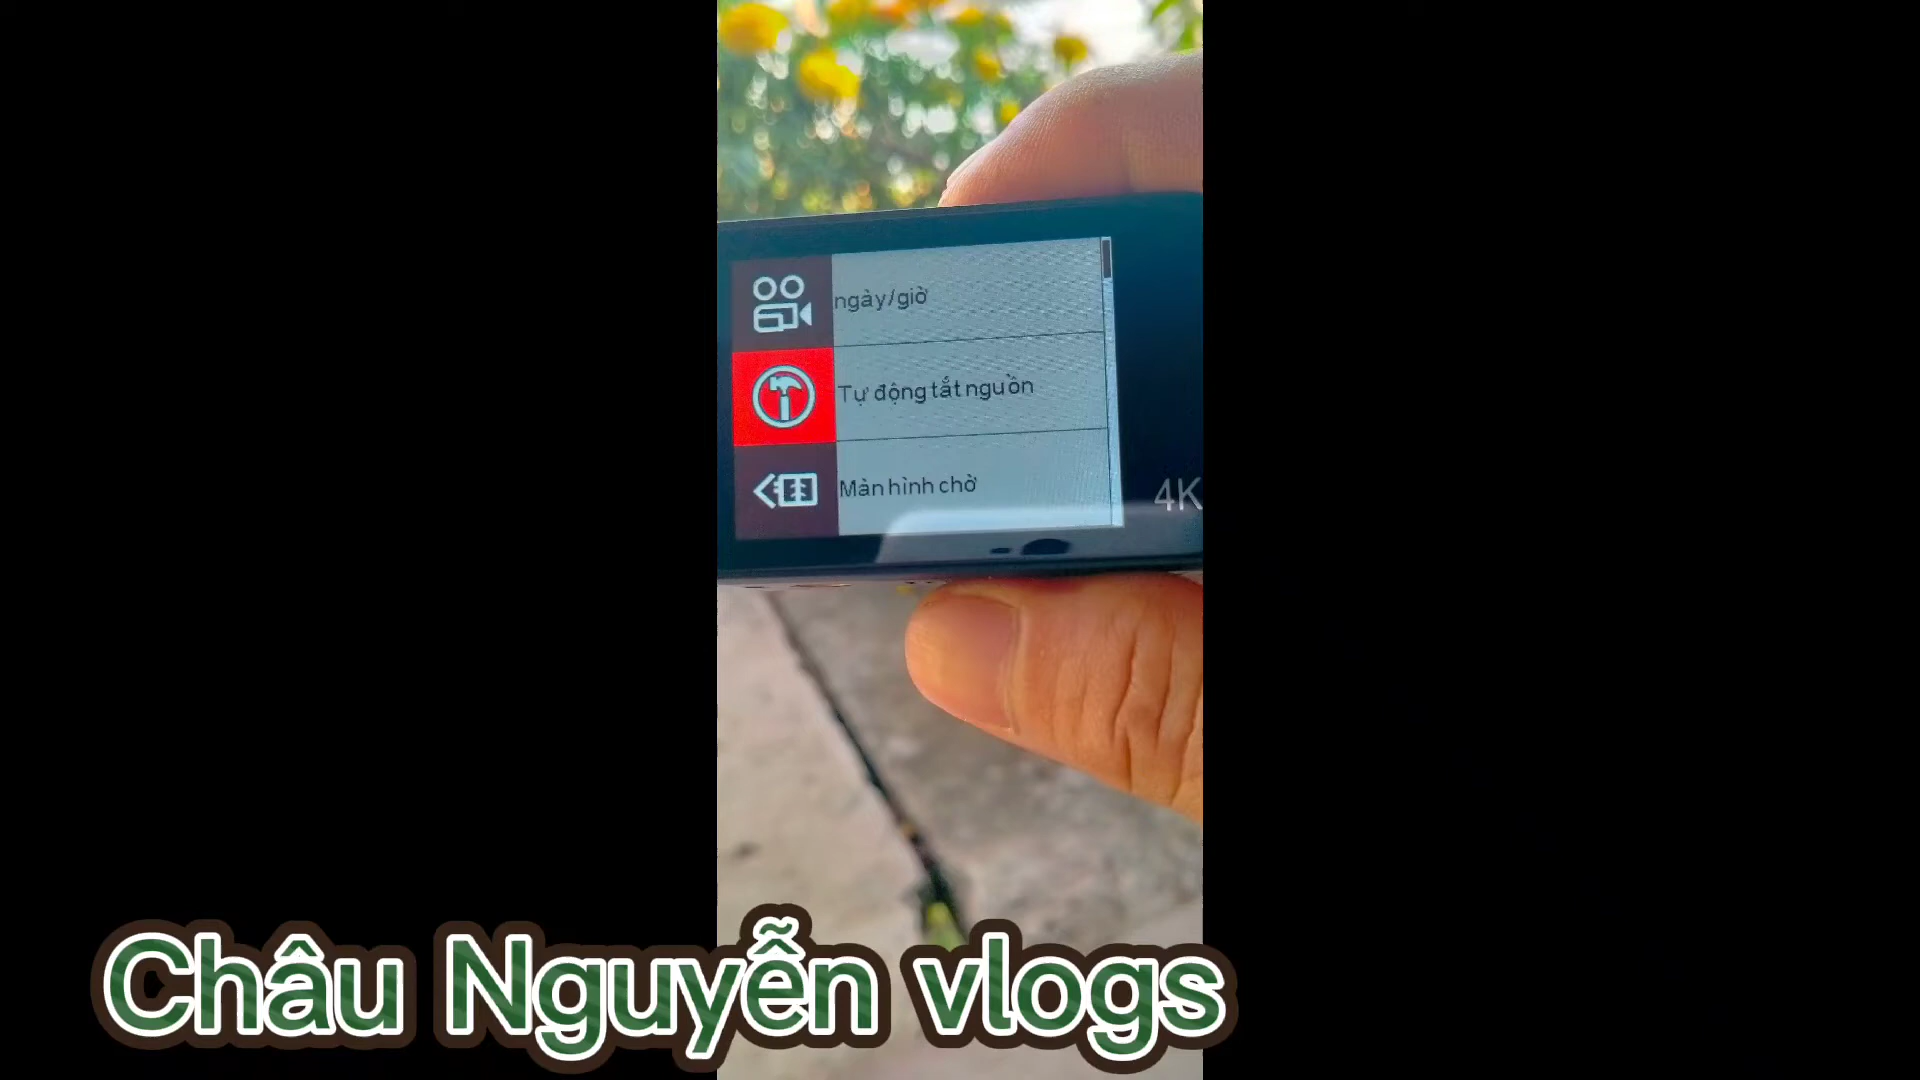 ngày/giờ
Tự động tắt nguồn
Màn hình chờ
4K
Châu Nguyễn vlogs